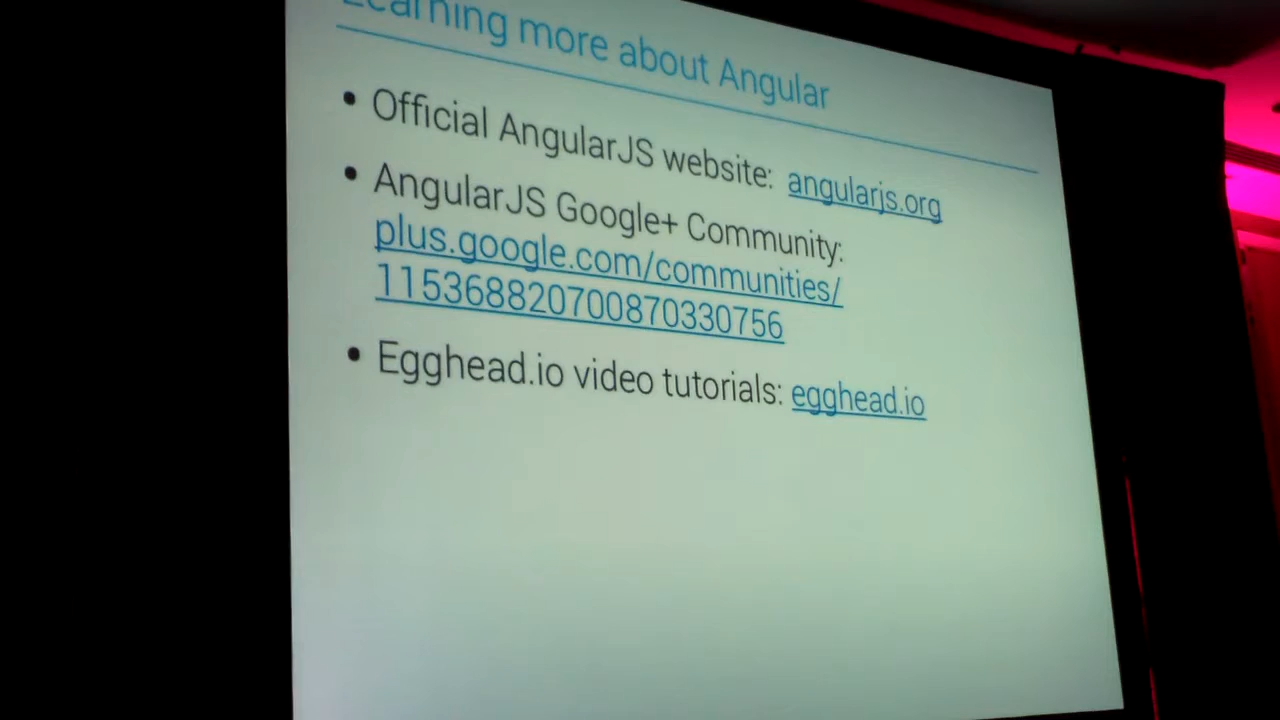 Learning more about Angular
• Official AngularJS website: angularjs.org
• AngularJS Google+ Community:
plus.google.com/communities/
115368820700870330756
• Egghead.io video tutorials: egghead.io